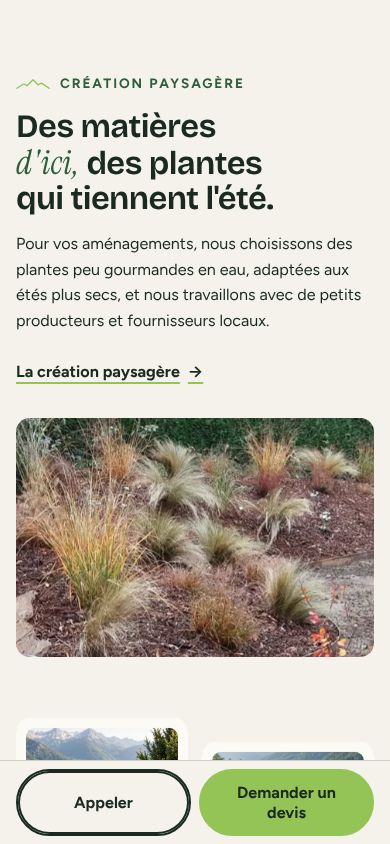 CRÉATION PAYSAGÈRE
Des matières
d'ici, des plantes
qui tiennent l'été.
Pour vos aménagements, nous choisissons des
plantes peu gourmandes en eau, adaptées aux
étés plus secs, et nous travaillons avec de petits
producteurs et fournisseurs locaux.
La création paysagère →
Appeler
Demander un
devis